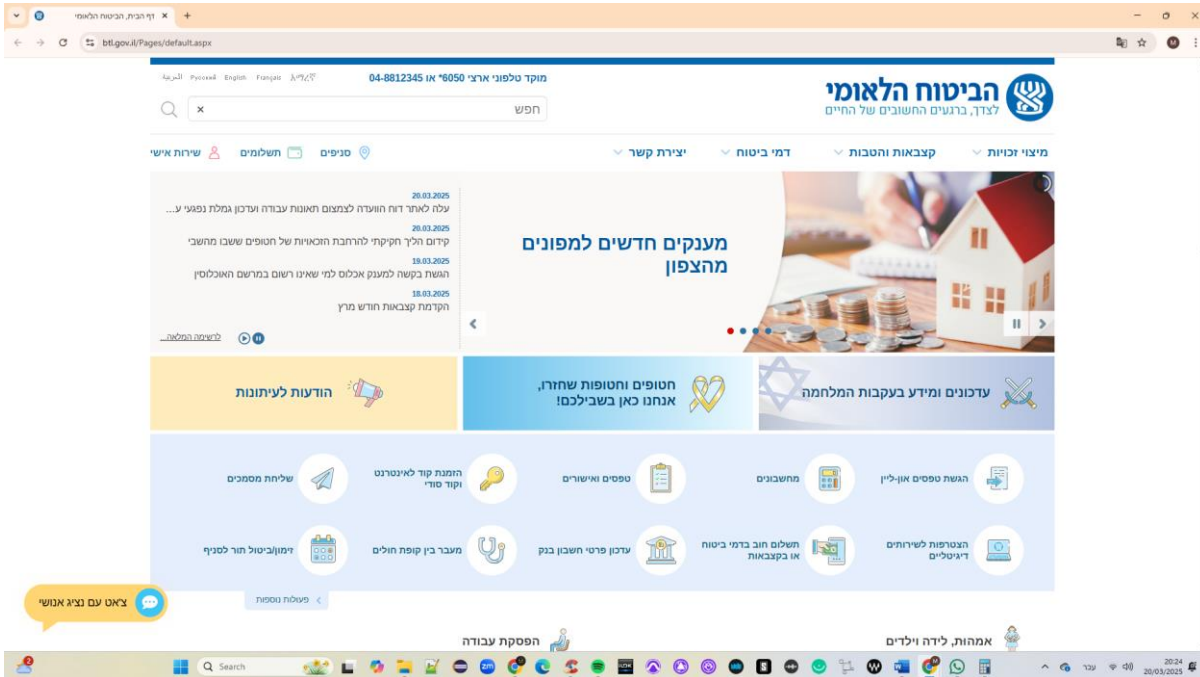 דף הבית, הביטוח הלאומי
btl.gov.il/Pages/default.aspx
العربية Русский English Français አማርኛ
מוקד טלפוני ארצי 6050* או 04-8812345
חפש
הביטוח הלאומי
לצדך, ברגעים החשובים של החיים
מיצוי זכויות
קצבאות והטבות
דמי ביטוח
יצירת קשר
סניפים
תשלומים
שירות אישי
מענקים חדשים למפונים
מהצפון
20.03.2025
עלה לאתר דוח הוועדה לצמצום תאונות עבודה ועדכון גמלת נפגעי ע...
20.03.2025
קידום הליך חקיקתי להרחבת הזכאויות של חטופים ששבו מהשבי
19.03.2025
הגשת בקשה למענק אכלוס למי שאינו רשום במרשם האוכלוסין
18.03.2025
הקדמת קצבאות חודש מרץ
לרשימה המלאה...
עדכונים ומידע בעקבות המלחמה
חטופים וחטופות שחזרו,
אנחנו כאן בשבילכם!
הודעות לעיתונות
הגשת טפסים און-ליין
מחשבונים
טפסים ואישורים
הזמנת קוד לאינטרנט
וקוד סודי
שליחת מסמכים
הצטרפות לשירותים
דיגיטליים
תשלום חוב בדמי ביטוח
או בקצבאות
עדכון פרטי חשבון בנק
מעבר בין קופת חולים
זימון/ביטול תור לסניף
פעולות נוספות
צ'אט עם נציג אנושי
אמהות, לידה וילדים
הפסקת עבודה
Search
עבר
20:24
20/03/2025